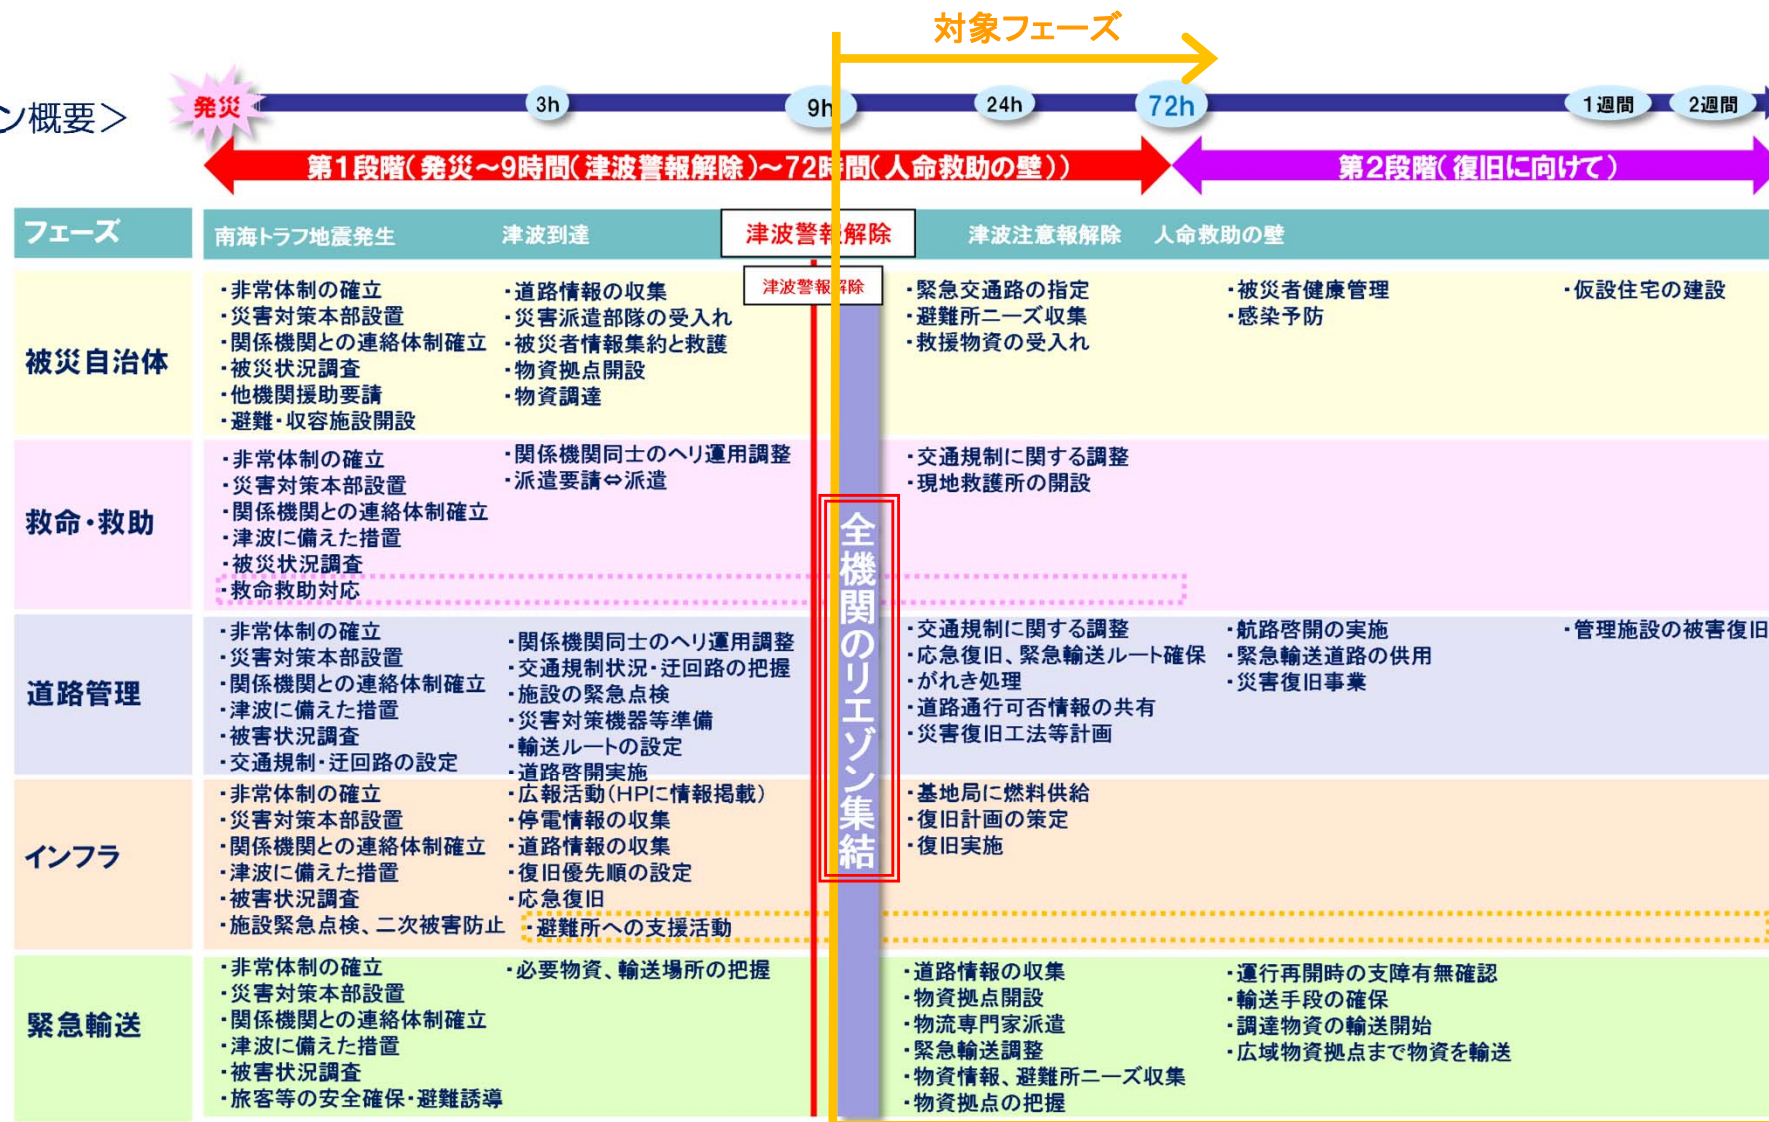 対象フェーズ
ン概要＞
発災
3h
9h
24h
72h
1週間
2週間
第1段階(発災～9時間(津波警報解除)～72時間(人命救助の壁))
第2段階(復旧に向けて)
フェーズ
南海トラフ地震発生
津波到達
津波警報解除
津波注意報解除
人命救助の壁
津波警報解除
被災自治体
・非常体制の確立
・災害対策本部設置
・関係機関との連絡体制確立
・被災状況調査
・他機関援助要請
・避難・収容施設開設
・道路情報の収集
・災害派遣部隊の受入れ
・被災者情報集約と救護
・物資拠点開設
・物資調達
・緊急交通路の指定
・避難所ニーズ収集
・救援物資の受入れ
・被災者健康管理
・感染予防
・仮設住宅の建設
救命・救助
・非常体制の確立
・災害対策本部設置
・関係機関との連絡体制確立
・津波に備えた措置
・被災状況調査
・救命救助対応
・関係機関同士のヘリ運用調整
・派遣要請⇔派遣
・交通規制に関する調整
・現地救護所の開設
全機関のリエゾン集結
道路管理
・非常体制の確立
・災害対策本部設置
・関係機関との連絡体制確立
・津波に備えた措置
・被害状況調査
・交通規制・迂回路の設定
・関係機関同士のヘリ運用調整
・交通規制状況・迂回路の把握
・施設の緊急点検
・災害対策機器等準備
・輸送ルートの設定
・道路啓開実施
・交通規制に関する調整
・応急復旧、緊急輸送ルート確保
・がれき処理
・道路通行可否情報の共有
・災害復旧工法等計画
・航路啓開の実施
・緊急輸送道路の供用
・災害復旧事業
・管理施設の被害復旧
インフラ
・非常体制の確立
・災害対策本部設置
・関係機関との連絡体制確立
・津波に備えた措置
・被害状況調査
・施設緊急点検、二次被害防止
・広報活動(HPに情報掲載)
・停電情報の収集
・道路情報の収集
・復旧優先順の設定
・応急復旧
・避難所への支援活動
・基地局に燃料供給
・復旧計画の策定
・復旧実施
緊急輸送
・非常体制の確立
・災害対策本部設置
・関係機関との連絡体制確立
・津波に備えた措置
・被害状況調査
・旅客等の安全確保・避難誘導
・必要物資、輸送場所の把握
・道路情報の収集
・物資拠点開設
・物流専門家派遣
・緊急輸送調整
・物資情報、避難所ニーズ収集
・物資拠点の把握
・運行再開時の支障有無確認
・輸送手段の確保
・調達物資の輸送開始
・広域物資拠点まで物資を輸送